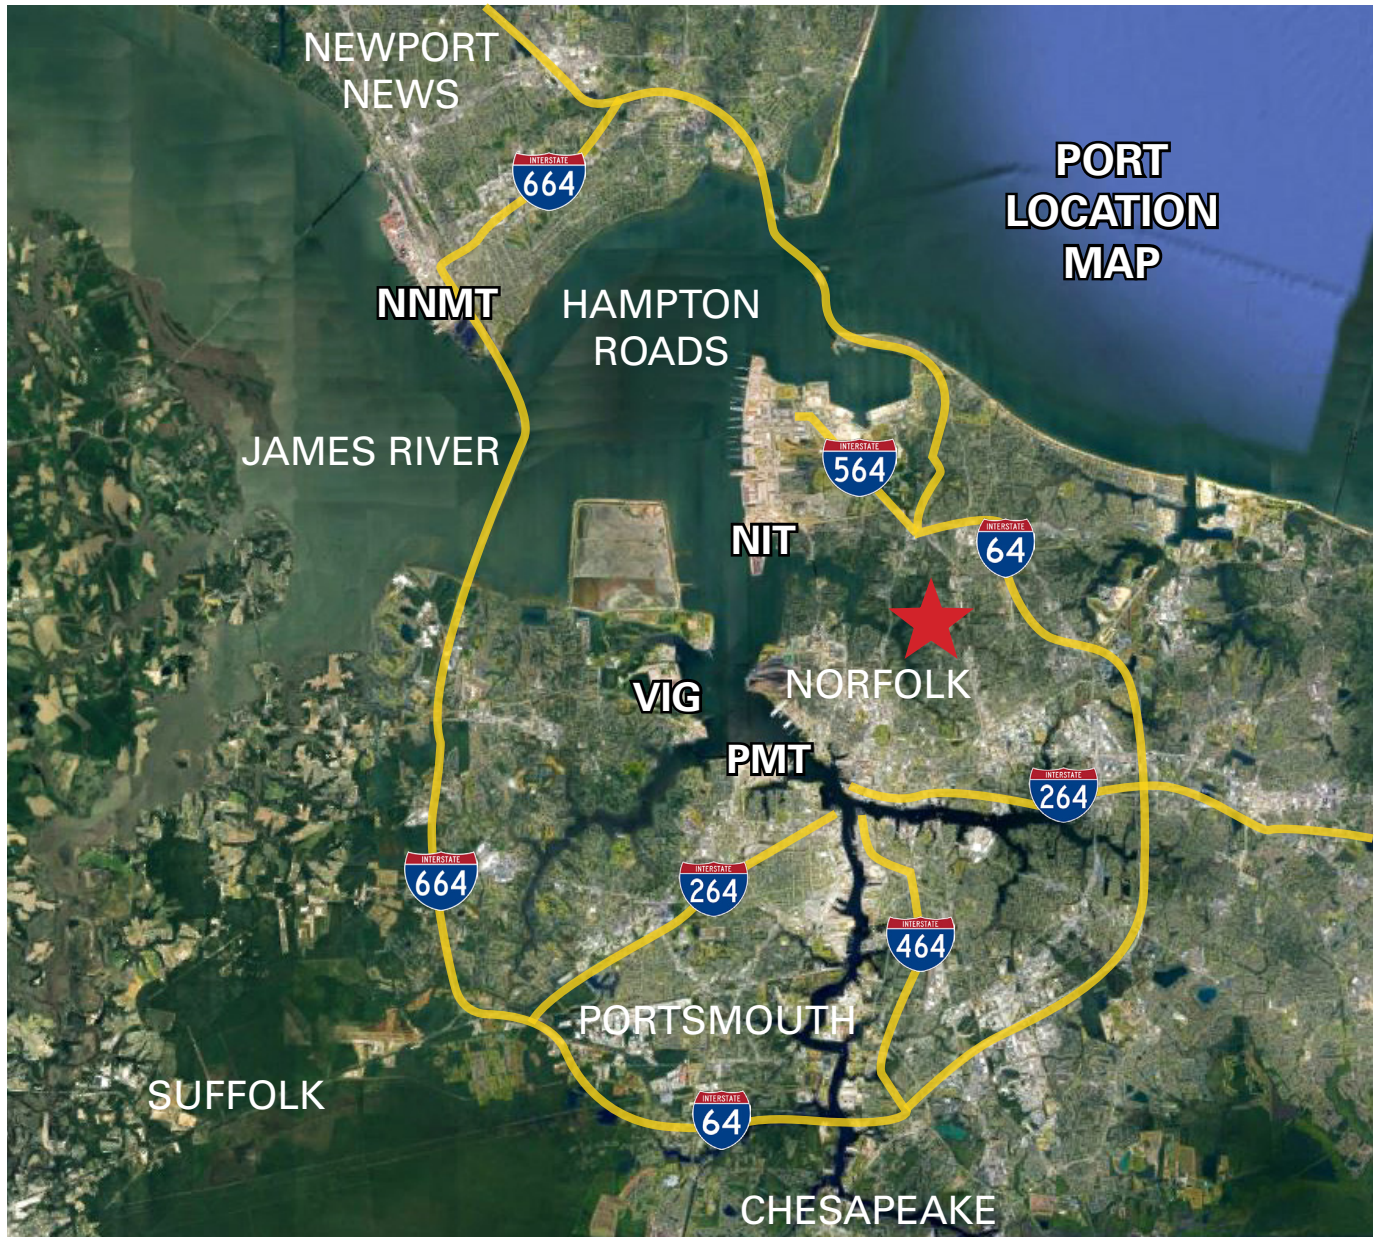 NEWPORT
NEWS
PORT
LOCATION
MAP
INTERSTATE
664
NNMT
HAMPTON
ROADS
JAMES RIVER
INTERSTATE
564
NIT
INTERSTATE
64
NORFOLK
VIG
PMT
INTERSTATE
264
INTERSTATE
664
INTERSTATE
264
INTERSTATE
464
PORTSMOUTH
SUFFOLK
INTERSTATE
64
CHESAPEAKE